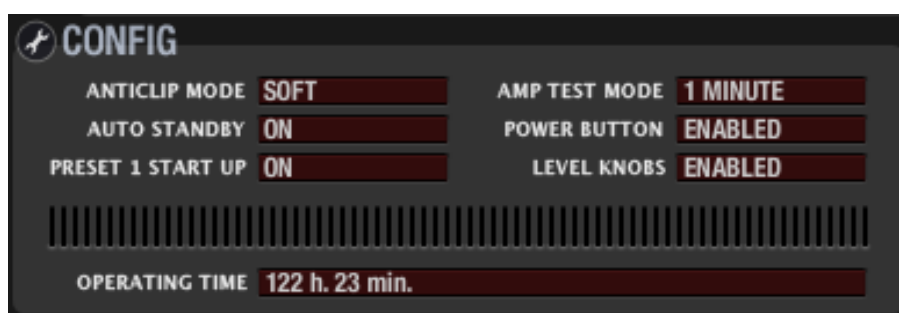 CONFIG
ANTICLIP MODE SOFT AMP TEST MODE 1 MINUTE
AUTO STANDBY ON POWER BUTTON ENABLED
PRESET 1 START UP ON LEVEL KNOBS ENABLED
OPERATING TIME 122 h. 23 min.